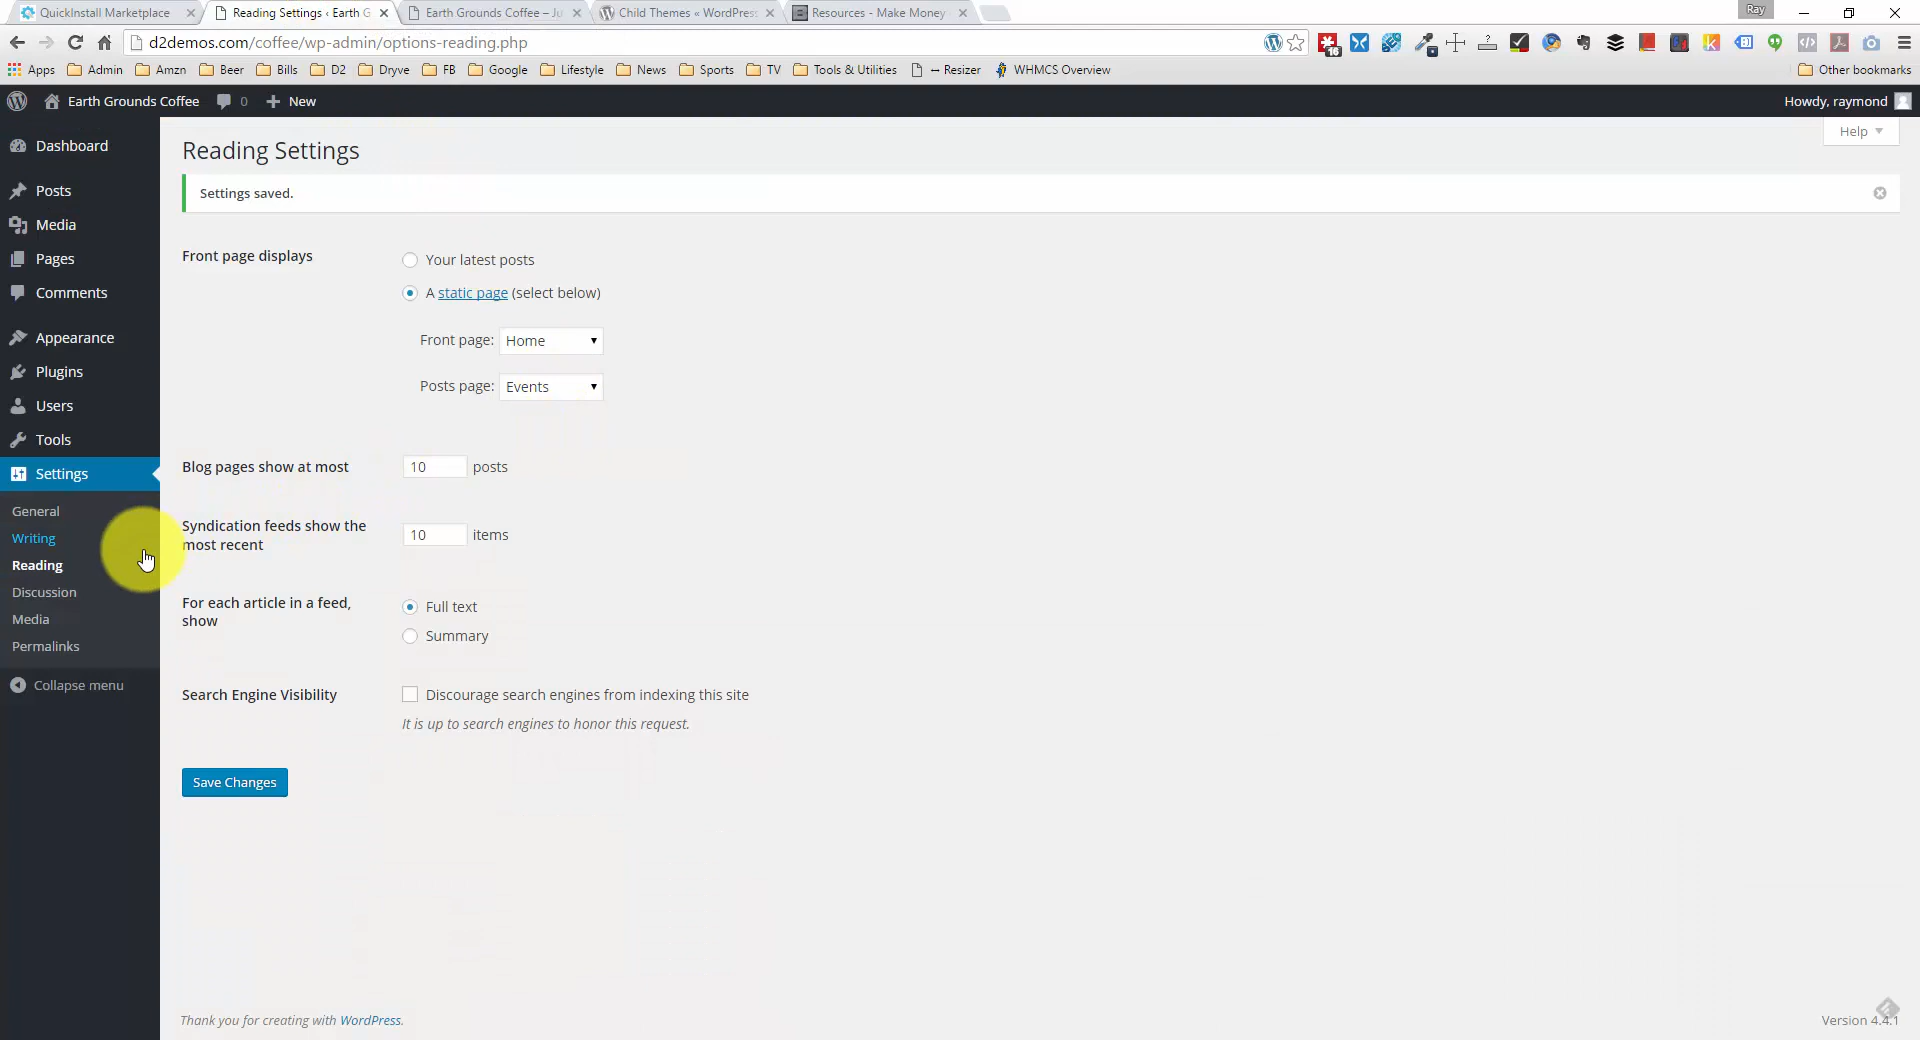 QuickInstall Marketplace
Reading Settings ‹ Earth G
Earth Grounds Coffee – Ju
Child Themes « WordPress
Resources - Make Money
Ray
d2demos.com/coffee/wp-admin/options-reading.php
16
Apps
Admin
Amzn
Beer
Bills
D2
Dryve
FB
Google
Lifestyle
News
Sports
TV
Tools & Utilities
↔ Resizer
WHMCS Overview
Other bookmarks
Earth Grounds Coffee
0
New
Howdy, raymond
Help
Dashboard
Posts
Media
Pages
Comments
Appearance
Plugins
Users
Tools
Settings
General
Writing
Reading
Discussion
Media
Permalinks
Collapse menu
Reading Settings
Settings saved.
Front page displays
Your latest posts
A static page (select below)
Front page: Home
Posts page: Events
Blog pages show at most
10 posts
Syndication feeds show the
most recent
10 items
For each article in a feed,
show
Full text
Summary
Search Engine Visibility
Discourage search engines from indexing this site
It is up to search engines to honor this request.
Save Changes
Thank you for creating with WordPress.
Version 4.4.1